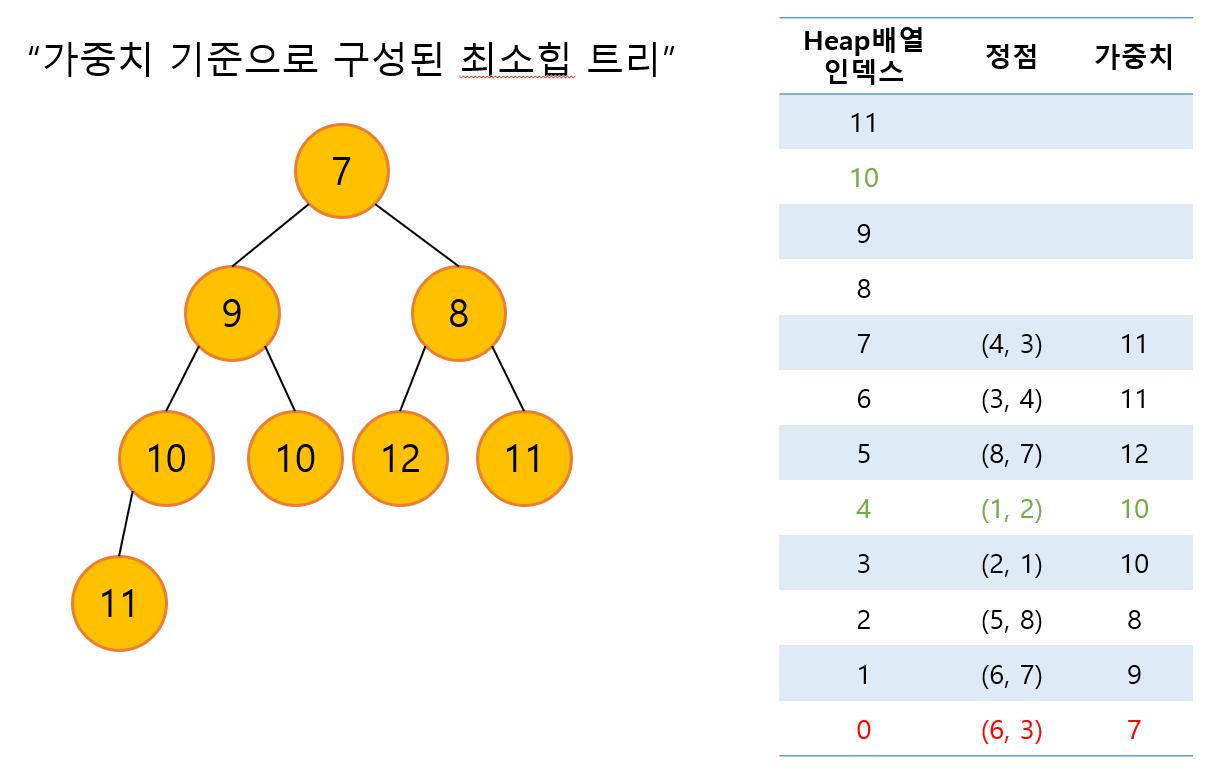 “가중치 기준으로 구성된 최소힙 트리”
7
9 8
10 10 12 11
11
Heap배열
인덱스 정점 가중치
11
10
9
8
7 (4, 3) 11
6 (3, 4) 11
5 (8, 7) 12
4 (1, 2) 10
3 (2, 1) 10
2 (5, 8) 8
1 (6, 7) 9
0 (6, 3) 7